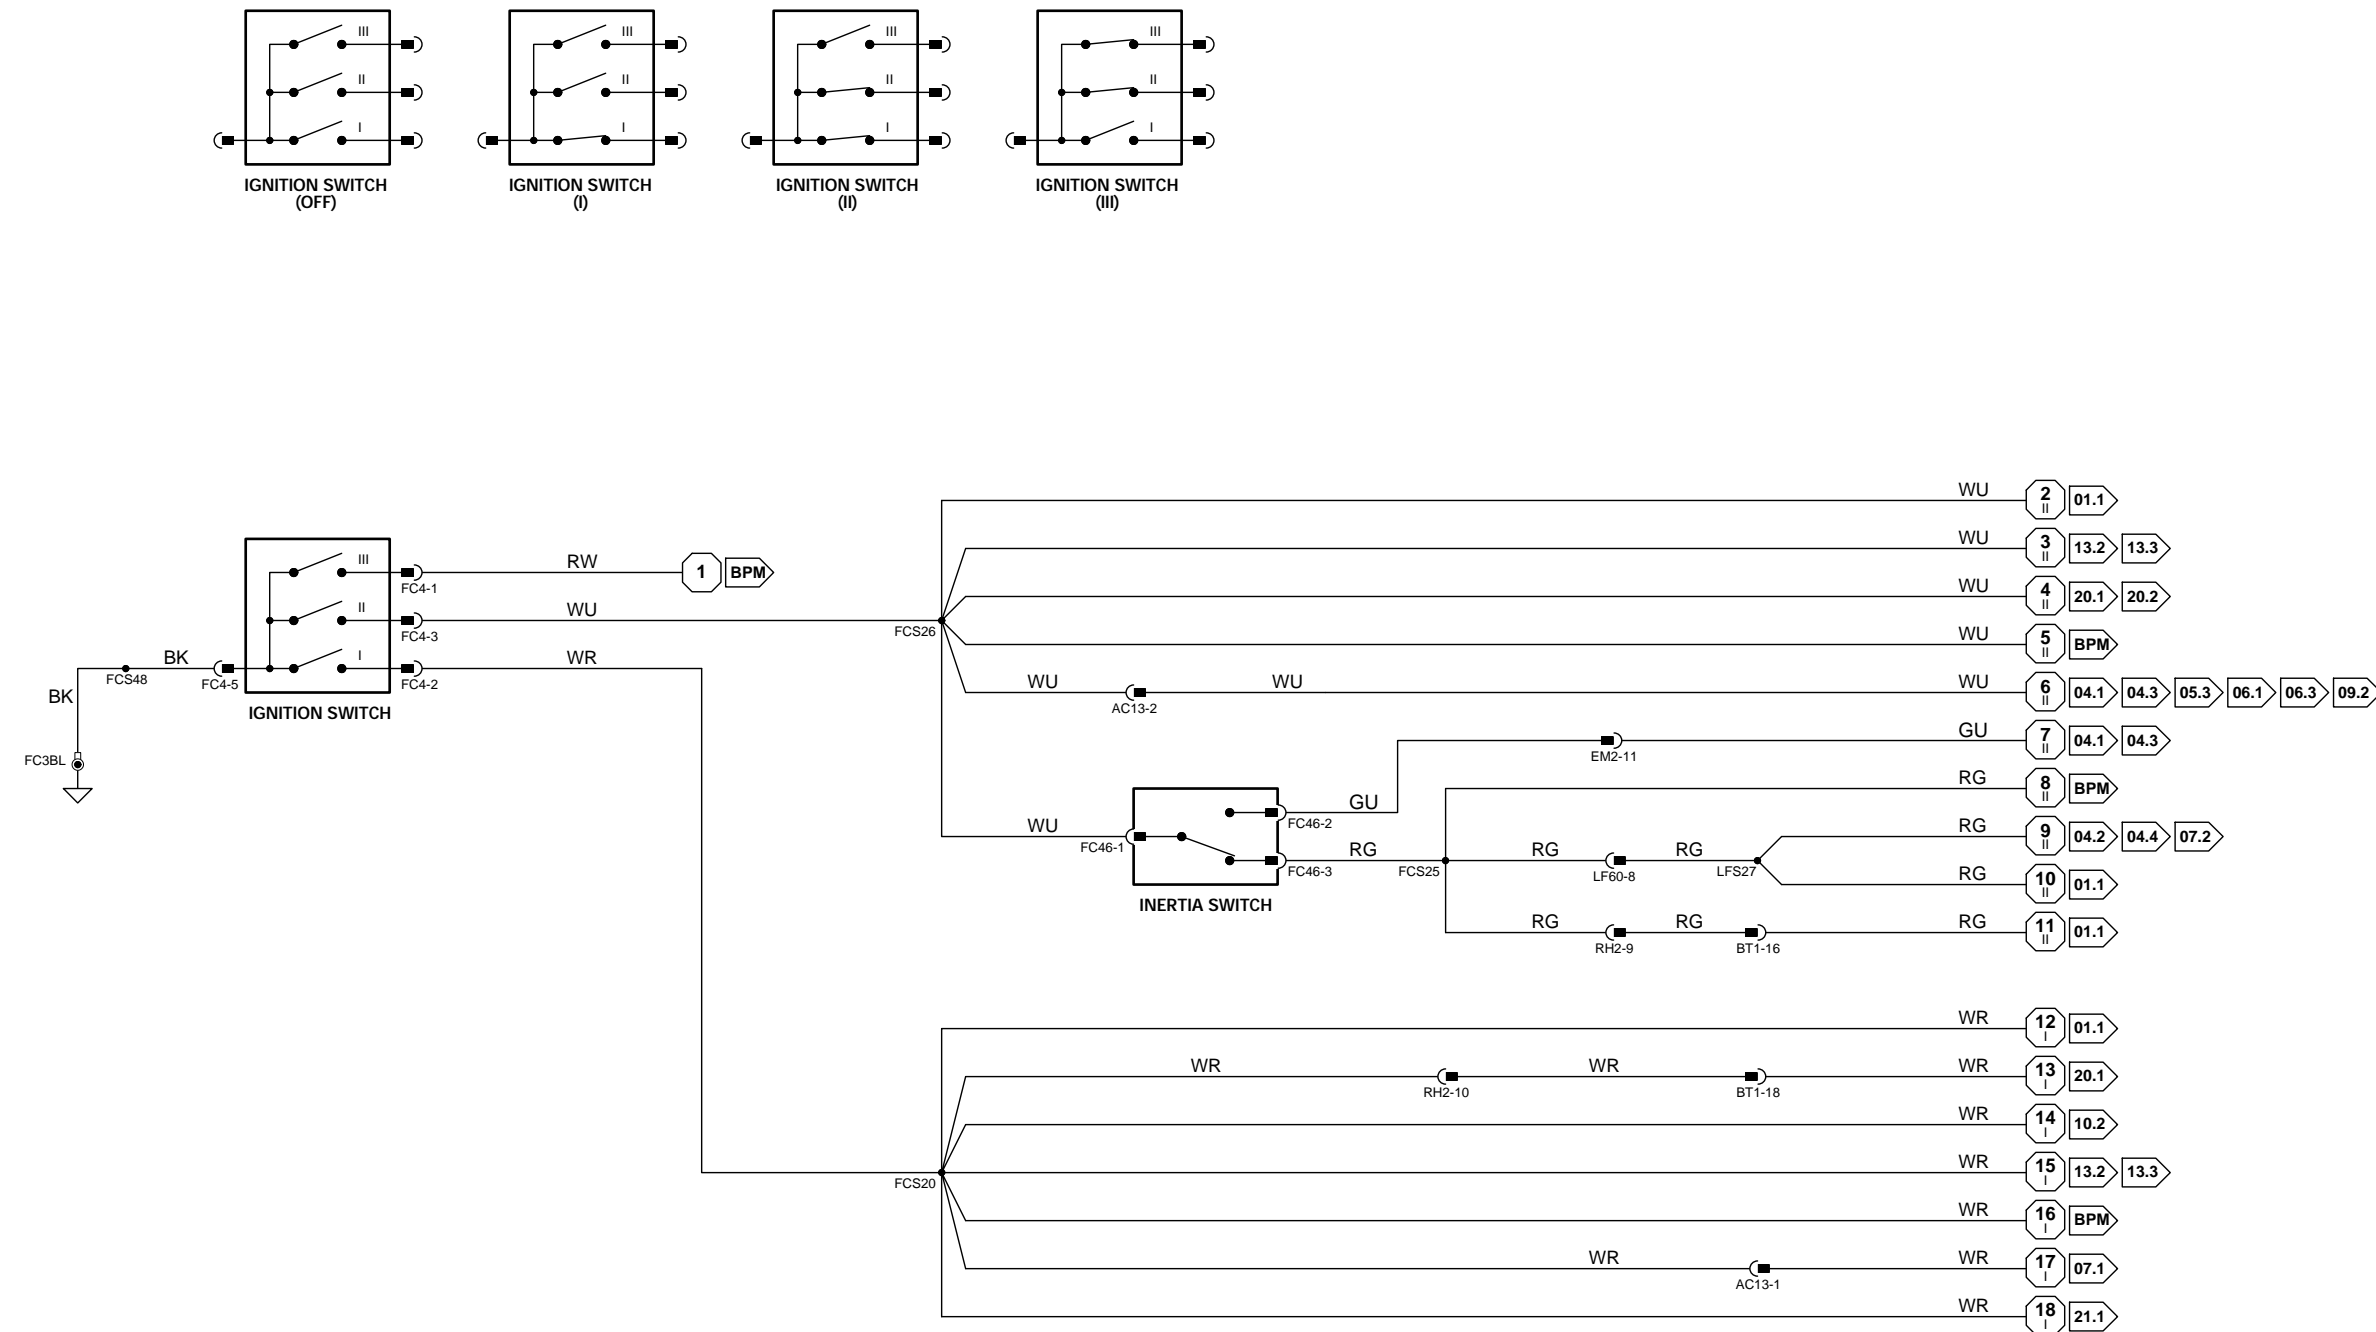 III
II
I
IGNITION SWITCH
(OFF)
III
II
I
IGNITION SWITCH
(I)
III
II
I
IGNITION SWITCH
(II)
III
II
I
IGNITION SWITCH
(III)
WU 2 II 01.1
WU 3 II 13.2 13.3
WU 4 II 20.1 20.2
WU 5 II BPM
WU AC13-2 WU WU 6 II 04.1 04.3 05.3 06.1 06.3 09.2
III FC4-1 RW 1 BPM
II FC4-3 WU FCS26
I FC4-2 WR
BK FCS48 BK FC4-5
FC3BL
IGNITION SWITCH
EM2-11 GU 7 II 04.1 04.3
RG 8 II BPM
FC46-2 GU
WU FC46-1
FC46-3 RG FCS25 RG LF60-8 RG LFS27
RG 9 II 04.2 04.4 07.2
RG 10 II 01.1
INERTIA SWITCH
RG RH2-9 RG BT1-16 RG 11 II 01.1
WR 12 I 01.1
WR RH2-10 WR BT1-18 WR 13 I 20.1
WR 14 I 10.2
FCS20 WR 15 I 13.2 13.3
WR 16 I BPM
WR AC13-1 WR 17 I 07.1
WR 18 I 21.1